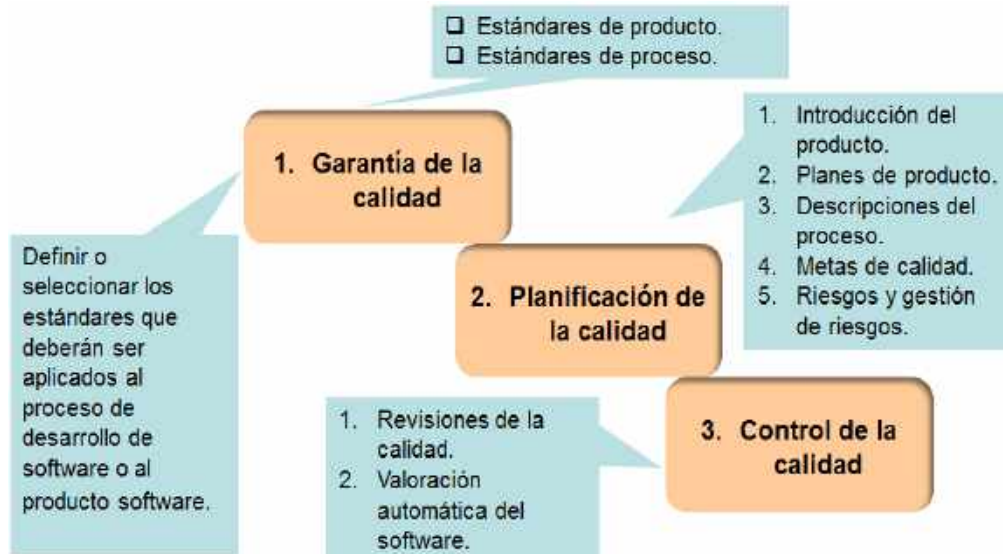 ❑ Estándares de producto.
❑ Estándares de proceso.
1. Garantía de la
calidad
Definir o
seleccionar los
estándares que
deberán ser
aplicados al
proceso de
desarrollo de
software o al
producto software.
2. Planificación de
la calidad
1. Introducción del
producto.
2. Planes de producto.
3. Descripciones del
proceso.
4. Metas de calidad.
5. Riesgos y gestión
de riesgos.
3. Control de la
calidad
1. Revisiones de la
calidad.
2. Valoración
automática del
software.